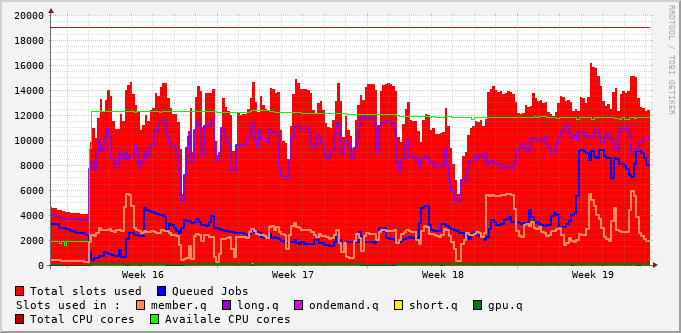 RRDTOOL / TOBI OETIKER
20000
18000
16000
14000
12000
10000
8000
6000
4000
2000
0
Week 16 Week 17 Week 18 Week 19
Total slots used Queued Jobs
Slots used in : member.q long.q ondemand.q short.q gpu.q
Total CPU cores Availale CPU cores